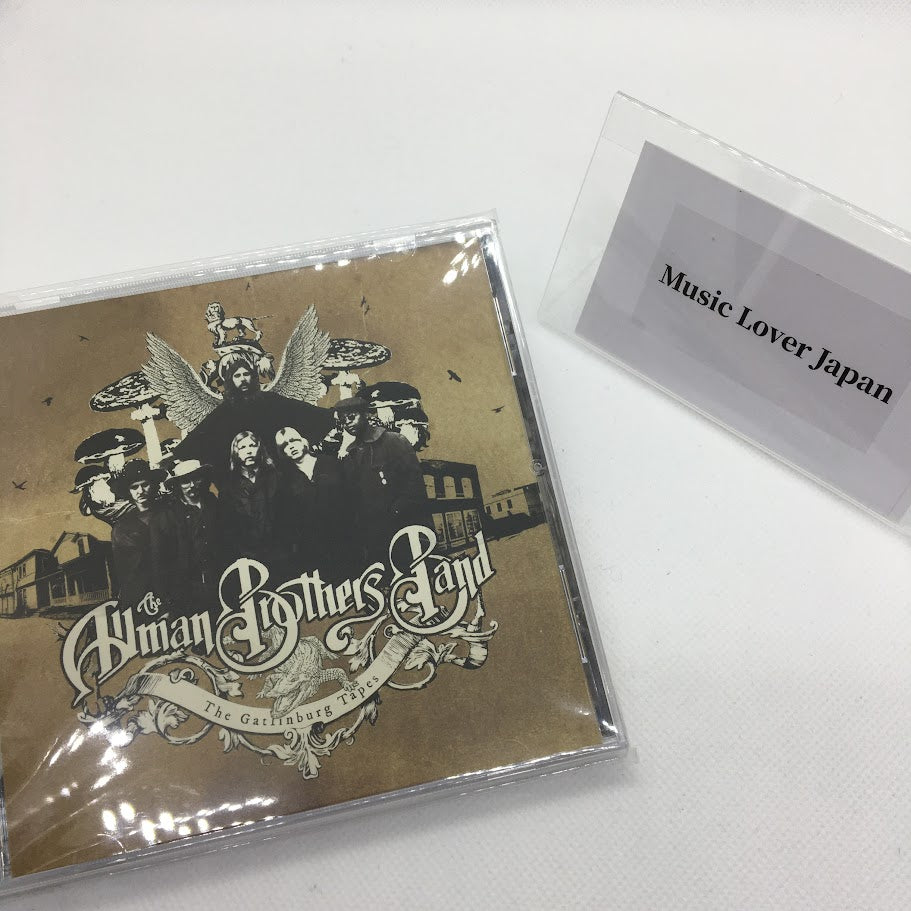 The Allman Brothers Band
The Gatlinburg Tapes
Music Lover Japan